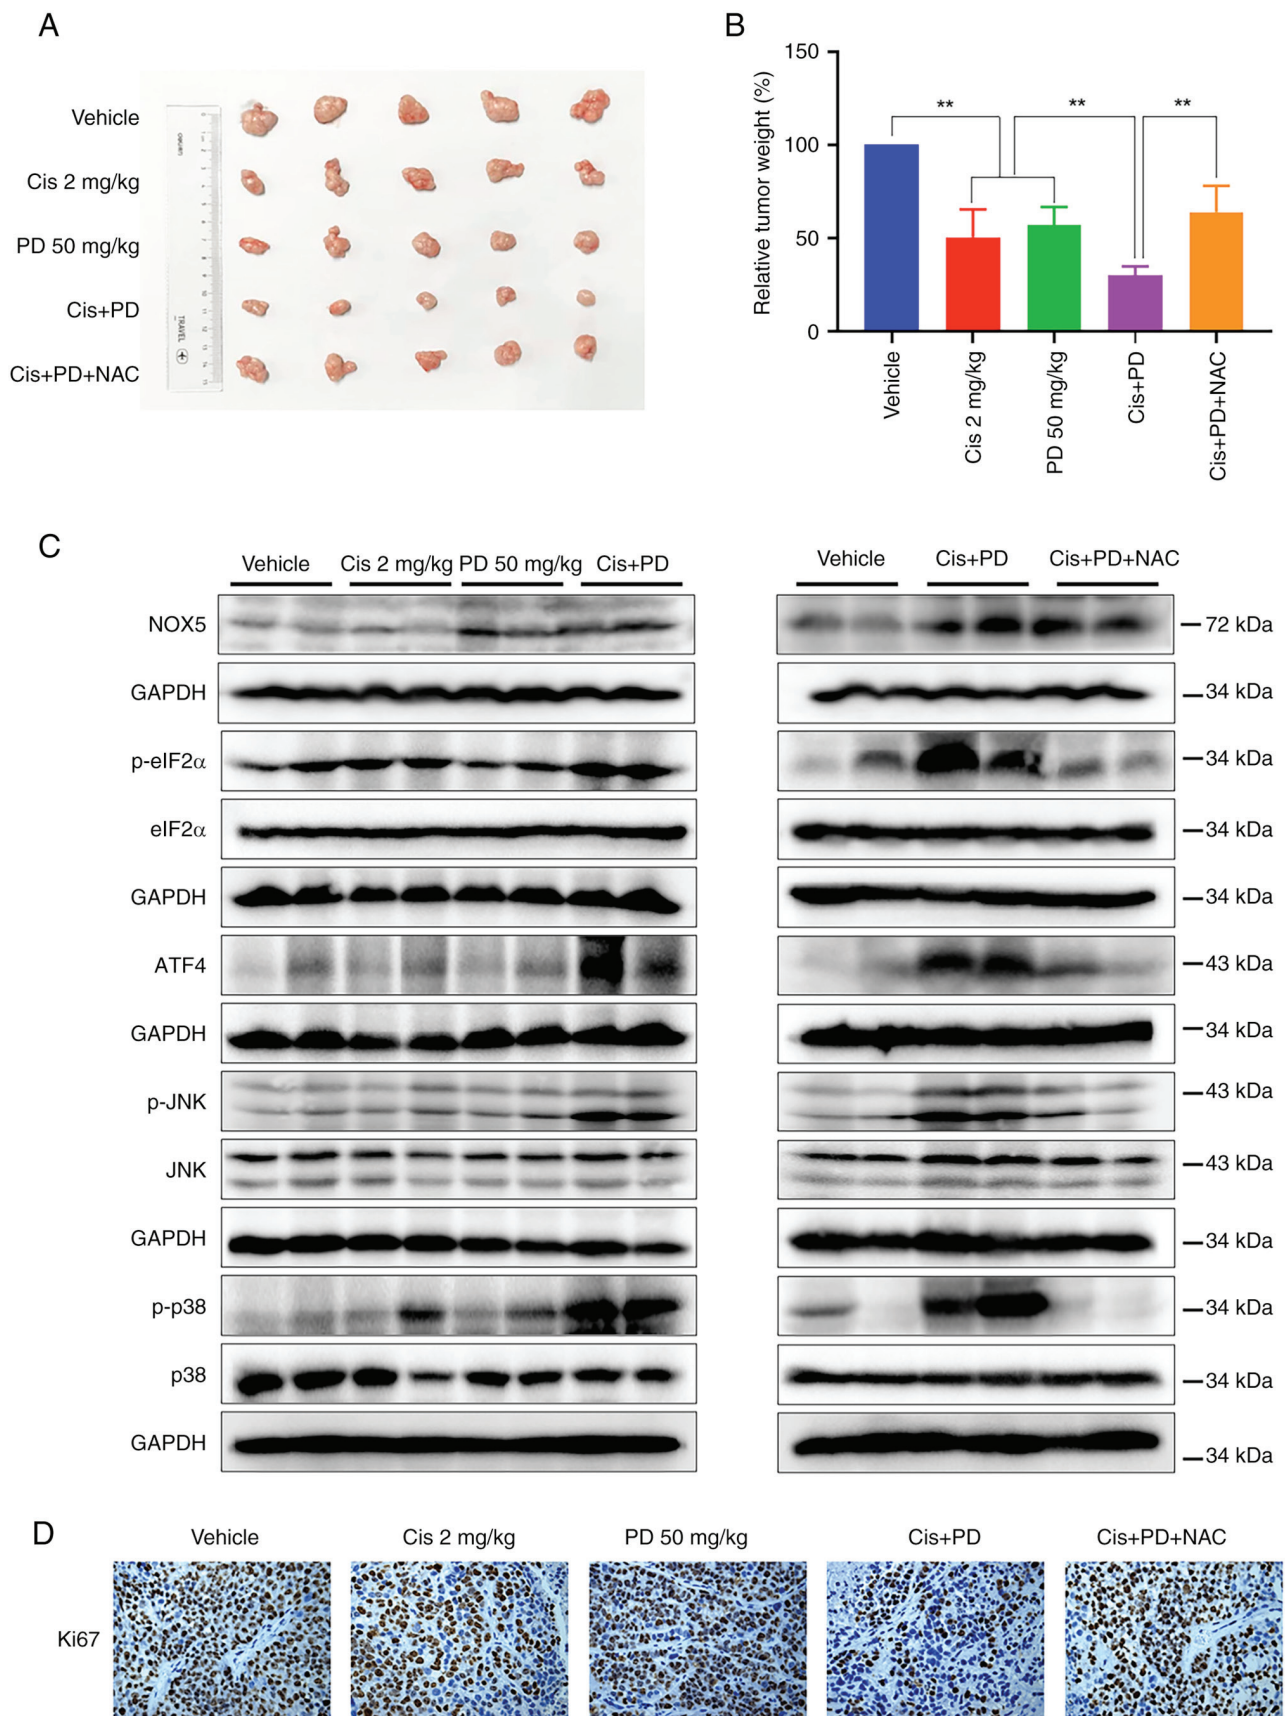 A
Vehicle
Cis 2 mg/kg
PD 50 mg/kg
Cis+PD
Cis+PD+NAC
TRAVEL
B
Relative tumor weight (%)
150
100
50
0
**
**
**
Vehicle
Cis 2 mg/kg
PD 50 mg/kg
Cis+PD
Cis+PD+NAC
C
Vehicle Cis 2 mg/kg PD 50 mg/kg Cis+PD
Vehicle Cis+PD Cis+PD+NAC
NOX5 72 kDa
GAPDH 34 kDa
p-eIF2α 34 kDa
eIF2α 34 kDa
GAPDH 34 kDa
ATF4 43 kDa
GAPDH 34 kDa
p-JNK 43 kDa
JNK 43 kDa
GAPDH 34 kDa
p-p38 34 kDa
p38 34 kDa
GAPDH 34 kDa
D
Vehicle Cis 2 mg/kg PD 50 mg/kg Cis+PD Cis+PD+NAC
Ki67